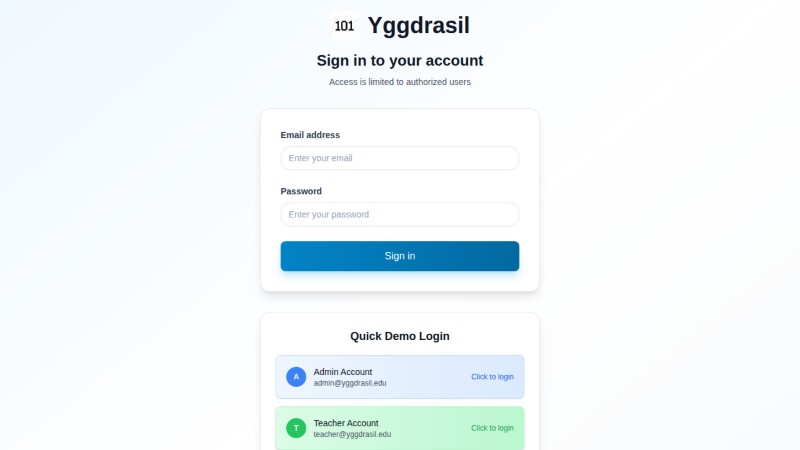 101 Yggdrasil
Sign in to your account
Access is limited to authorized users
Email address
Enter your email
Password
Enter your password
Sign in
Quick Demo Login
A
Admin Account
admin@yggdrasil.edu
Click to login
T
Teacher Account
teacher@yggdrasil.edu
Click to login